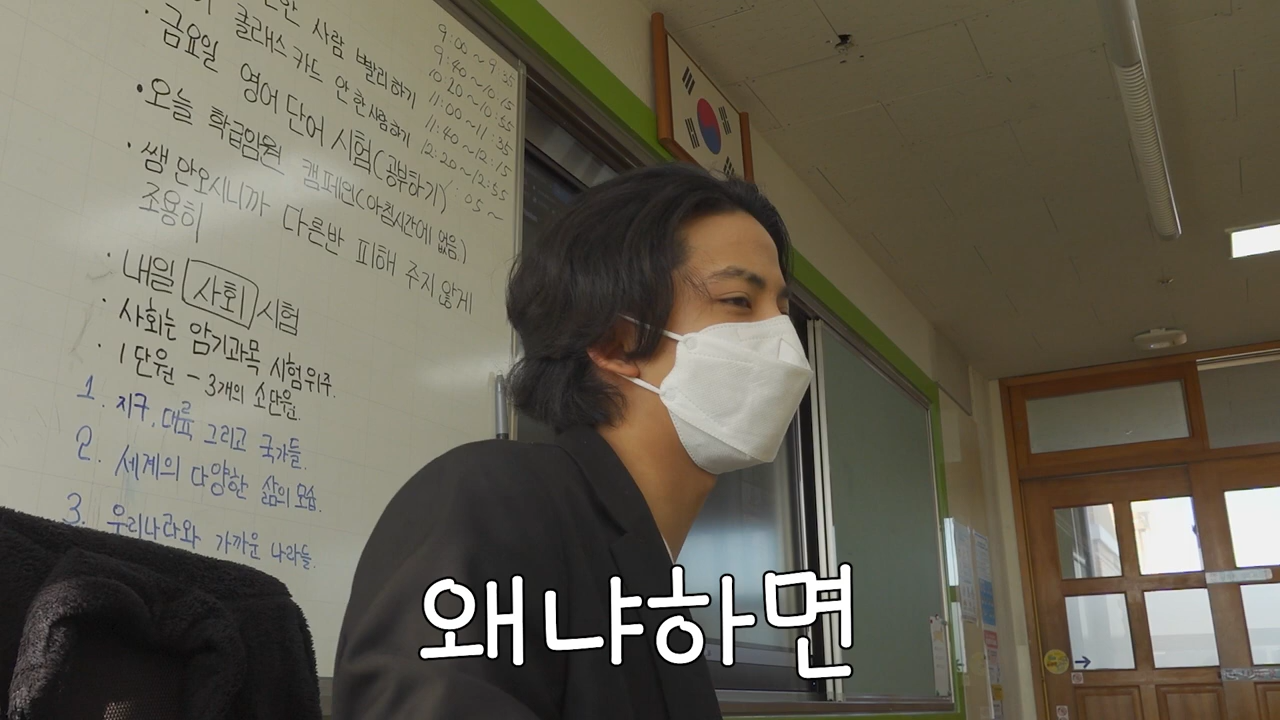 안한 사람 빨리하기
클래스 카드 안 한 사람 하기
· 금요일 영어 단어 시험(공부하기)
· 오늘 학급임원 캠페인(아침시간에 없음)
· 쌤 안오시니까 다른반 피해 주지 않게
조용히
· 내일 사회 시험
· 사회는 암기과목 시험위주.
· 1단원 - 3개의 소단원.
1. 지구, 대륙 그리고 국가들.
2. 세계의 다양한 삶의 모습.
3. 우리나라와 가까운 나라들.
9:00~9:35
9:40~10:15
10:20~10:55
11:00~11:35
11:40~12:15
12:20~12:55
:05~
왜냐하면